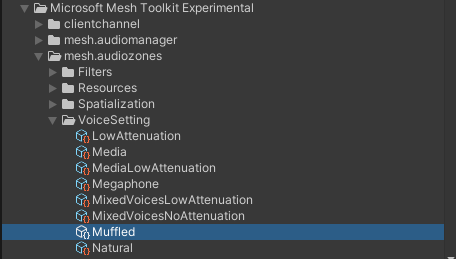 Microsoft Mesh Toolkit Experimental
clientchannel
mesh.audiomanager
mesh.audiozones
Filters
Resources
Spatialization
VoiceSetting
LowAttenuation
Media
MediaLowAttenuation
Megaphone
MixedVoicesLowAttenuation
MixedVoicesNoAttenuation
Muffled
Natural